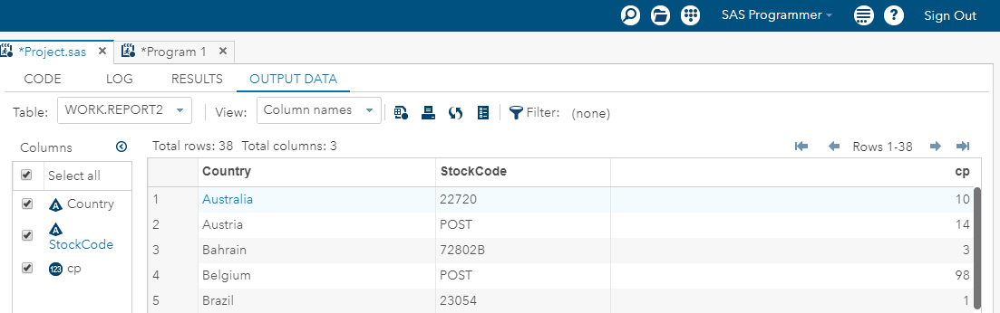 SAS Programmer ? Sign Out
*Project.sas × *Program 1 ×
CODE LOG RESULTS OUTPUT DATA
Table: WORK.REPORT2 View: Column names Filter: (none)
Columns Total rows: 38 Total columns: 3 Rows 1-38
Select all Country StockCode cp
Country 1 Australia 22720 10
StockCode 2 Austria POST 14
123 cp 3 Bahrain 72802B 3
4 Belgium POST 98
5 Brazil 23054 1